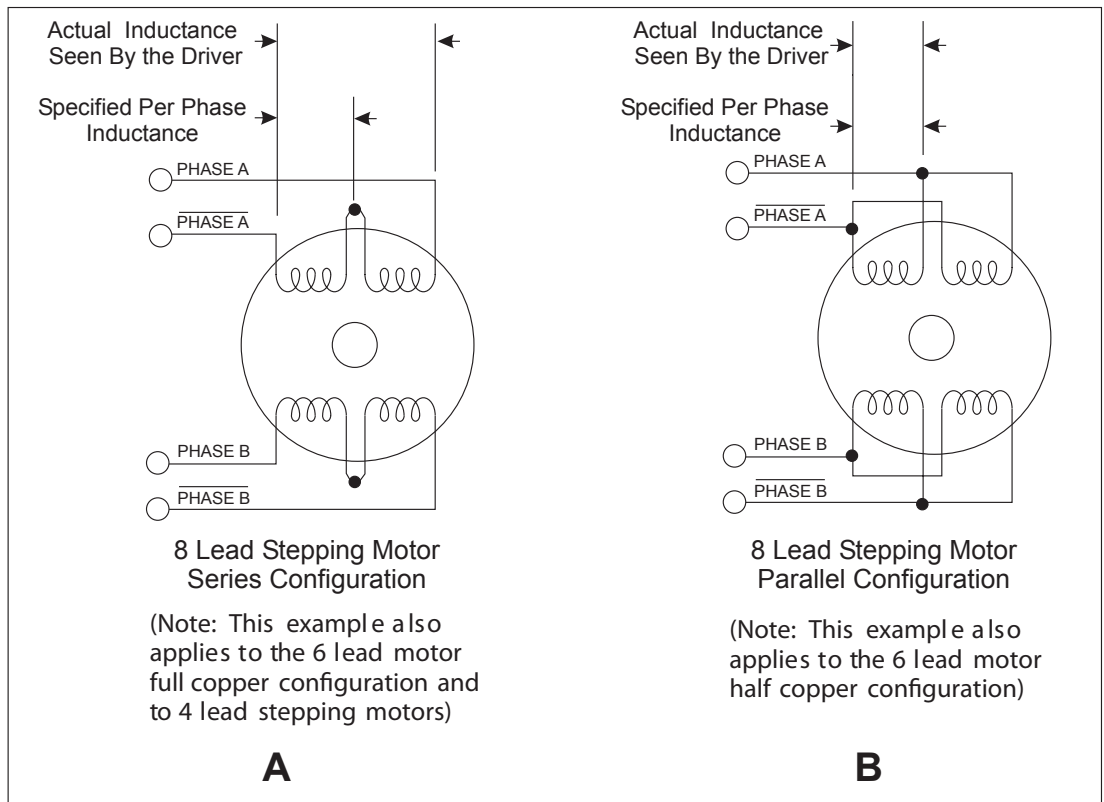 Actual Inductance
Seen By the Driver
Specified Per Phase
Inductance
PHASE A
PHASE A
PHASE B
PHASE B
8 Lead Stepping Motor
Series Configuration
(Note: This example also
applies to the 6 lead motor
full copper configuration and
to 4 lead stepping motors)
A
Actual Inductance
Seen By the Driver
Specified Per Phase
Inductance
PHASE A
PHASE A
PHASE B
PHASE B
8 Lead Stepping Motor
Parallel Configuration
(Note: This example also
applies to the 6 lead motor
half copper configuration)
B